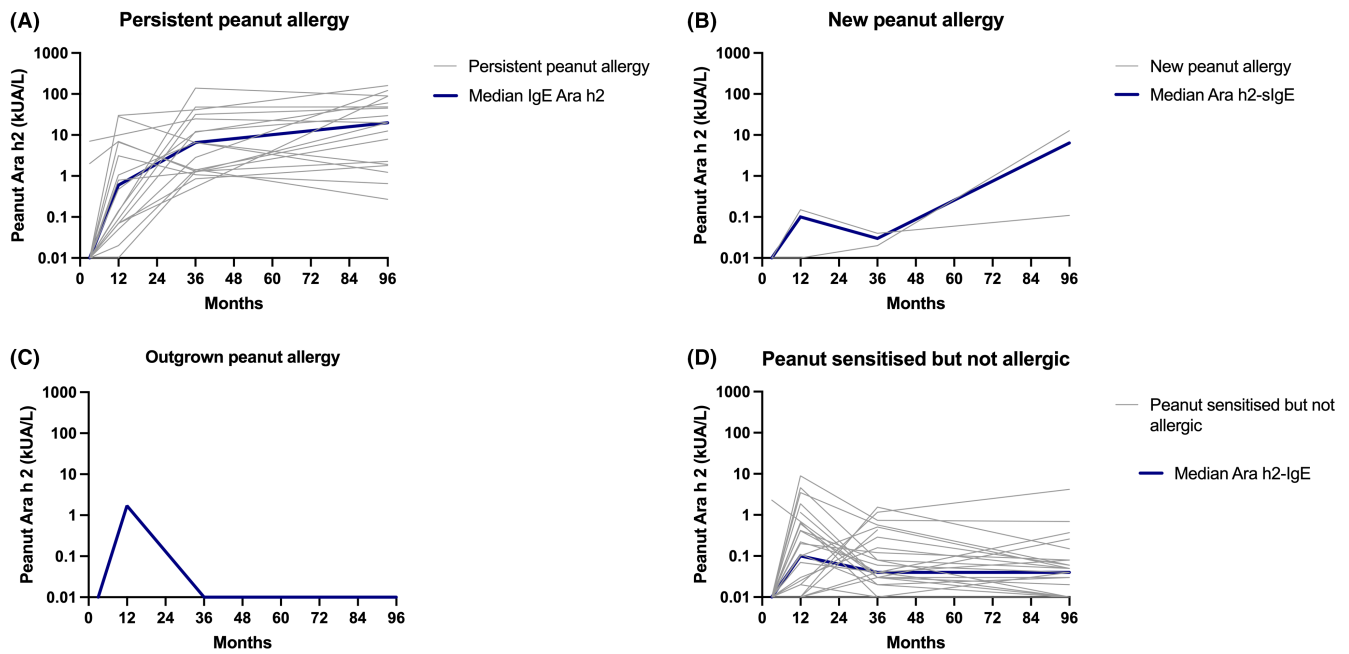 (A)
Persistent peanut allergy
1000
100
10
1
0.1
0.01
Peanut Ara h2 (kUA/L)
0 12 24 36 48 60 72 84 96
Months
Persistent peanut allergy
Median IgE Ara h2
(B)
New peanut allergy
1000
100
10
1
0.1
0.01
Peanut Ara h 2 (kUA/L)
0 12 24 36 48 60 72 84 96
Months
New peanut allergy
Median Ara h2-sIgE
(C)
Outgrown peanut allergy
1000
100
10
1
0.1
0.01
Peanut Ara h 2 (kUA/L)
0 12 24 36 48 60 72 84 96
Months
(D)
Peanut sensitised but not allergic
1000
100
10
1
0.1
0.01
Peanut Ara h 2 (kUA/L)
0 12 24 36 48 60 72 84 96
Months
Peanut sensitised but not
allergic
Median Ara h2-IgE